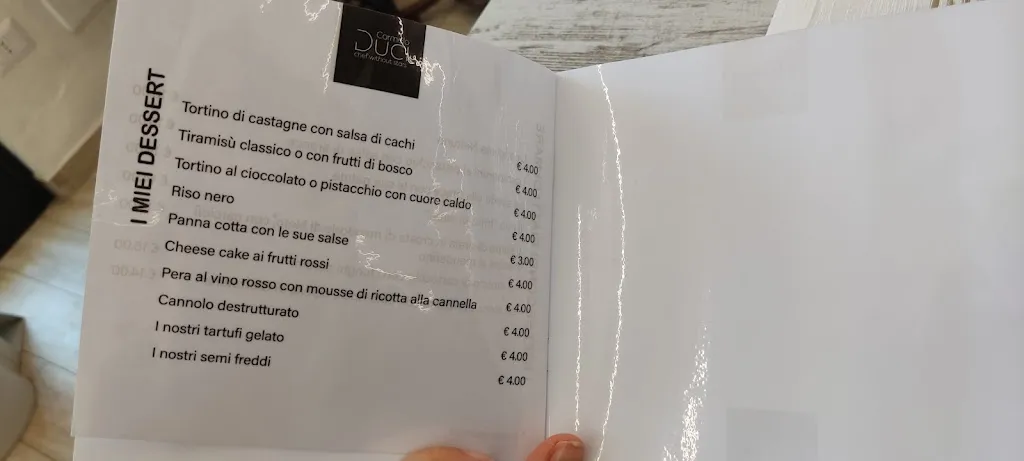 chef without stars
I MIEI DESSERT
Tortino di castagne con salsa di cachi € 4.00
Tiramisù classico o con frutti di bosco € 4.00
Tortino al cioccolato o pistacchio con cuore caldo € 4.00
Riso nero € 4.00
Panna cotta con le sue salse € 3.00
Cheese cake ai frutti rossi € 4.00
Pera al vino rosso con mousse di ricotta alla cannella € 4.00
Cannolo destrutturato € 4.00
I nostri tartufi gelato € 4.00
I nostri semi freddi € 4.00